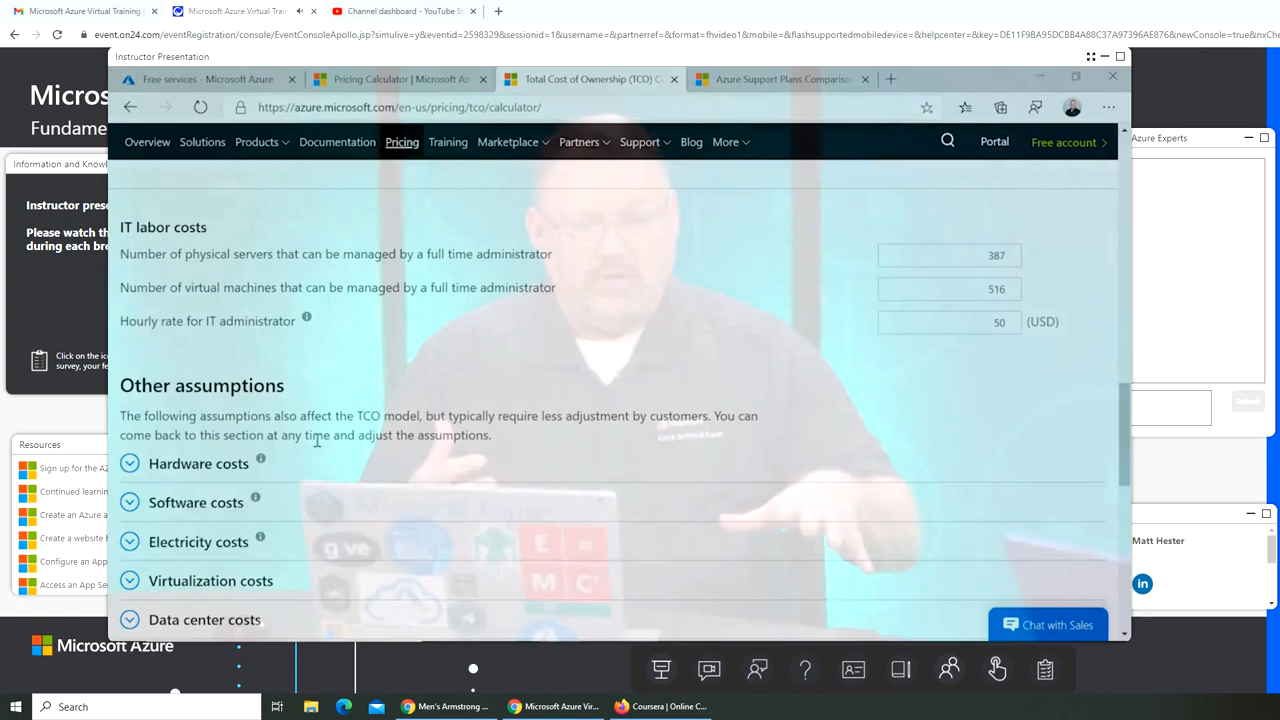 Microsoft Azure Virtual Training
Microsoft Azure Virtual Train
Channel dashboard - YouTube St
event.on24.com/eventRegistration/console/EventConsoleApollo.jsp?simulive=y&eventid=2598329&sessionid=1&username=&partnerref=&format=fhvideo1&mobile=&flashsupportedmobiledevice=&helpcenter=&key=DE11F9BA95DCBB4A88C37A97396AE876&newConsole=true&nxChe
Micros
Fundame
Instructor Presentation
Free services - Microsoft Azure
Pricing Calculator | Microsoft Az
Total Cost of Ownership (TCO) C
Azure Support Plans Comparison
https://azure.microsoft.com/en-us/pricing/tco/calculator/
Overview Solutions Products Documentation Pricing Training Marketplace Partners Support Blog More Portal Free account
Information and Knowl
Instructor prese
Please watch th
during each bre
Click on the ico
survey, your fe
Azure Experts
Submit
IT labor costs
Number of physical servers that can be managed by a full time administrator 387
Number of virtual machines that can be managed by a full time administrator 516
Hourly rate for IT administrator 50 (USD)
Other assumptions
The following assumptions also affect the TCO model, but typically require less adjustment by customers. You can
come back to this section at any time and adjust the assumptions.
Hardware costs
Software costs
Electricity costs
Virtualization costs
Data center costs
Chat with Sales
E =
M C²
Resources
Sign up for the AZ
Continued learnin
Create an Azure a
Create a website h
Configure an App
Access an App Ser
Matt Hester
in
Microsoft Azure
Search
Men's Armstrong ...
Microsoft Azure Vir...
Coursera | Online C...